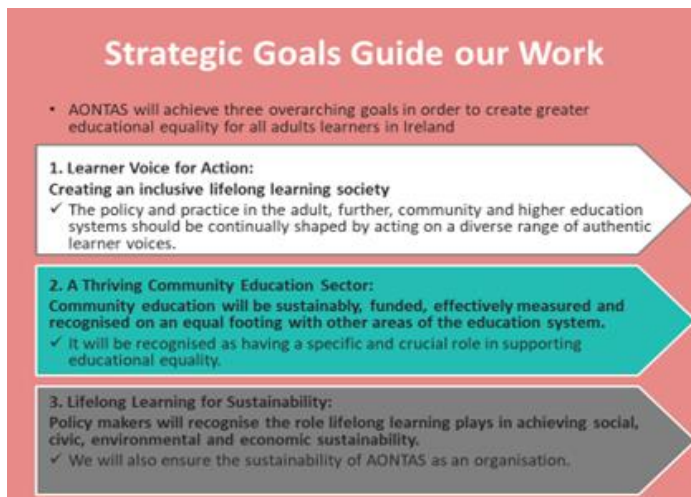 Strategic Goals Guide our Work
• AONTAS will achieve three overarching goals in order to create greater
educational equality for all adults learners in Ireland
1. Learner Voice for Action:
Creating an inclusive lifelong learning society
✓ The policy and practice in the adult, further, community and higher education
systems should be continually shaped by acting on a diverse range of authentic
learner voices.
2. A Thriving Community Education Sector:
Community education will be sustainably, funded, effectively measured and
recognised on an equal footing with other areas of the education system.
✓ It will be recognised as having a specific and crucial role in supporting
educational equality.
3. Lifelong Learning for Sustainability:
Policy makers will recognise the role lifelong learning plays in achieving social,
civic, environmental and economic sustainability.
✓ We will also ensure the sustainability of AONTAS as an organisation.